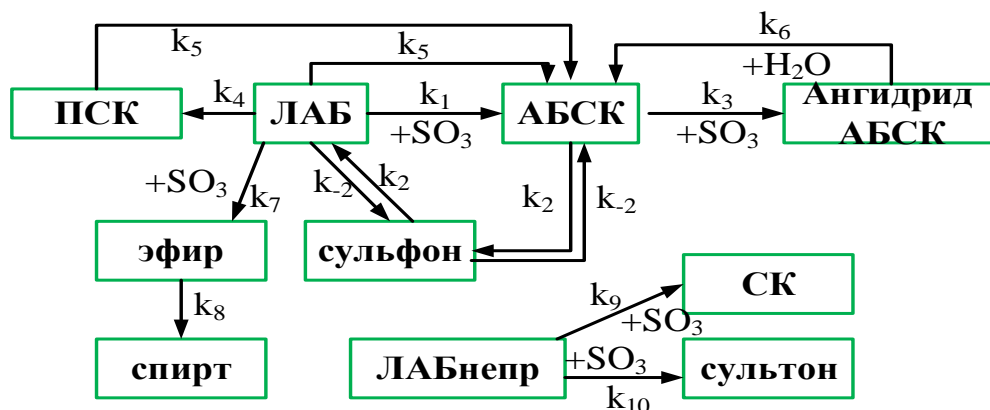 k5
k5
k6
+H2O
ПСК
k4
ЛАБ
k1
+SO3
АБСК
k3
+SO3
Ангидрид
АБСК
+SO3
k7
k-2
k2
k2
k-2
эфир
сульфон
k8
k9
+SO3
СК
спирт
ЛАБнепр
+SO3
k10
сультон